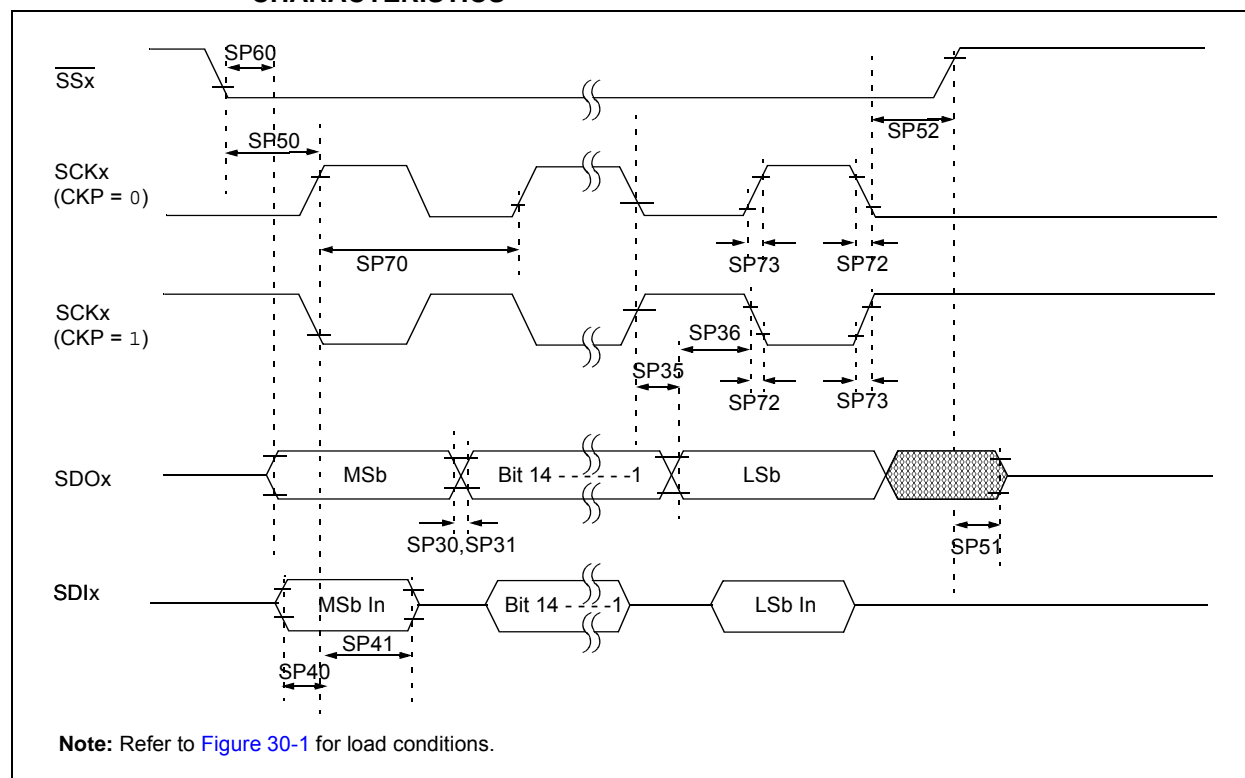 CHARACTERISTICS
SP60
SSx
SP52
SP50
SCKx
(CKP = 0)
SP70
SP73
SP72
SCKx
(CKP = 1)
SP36
SP35
SP72
SP73
SDOx
MSb
Bit 14 - - - - - -1
LSb
SP30,SP31
SP51
SDIx
MSb In
Bit 14 - - - -1
LSb In
SP41
SP40
Note: Refer to Figure 30-1 for load conditions.